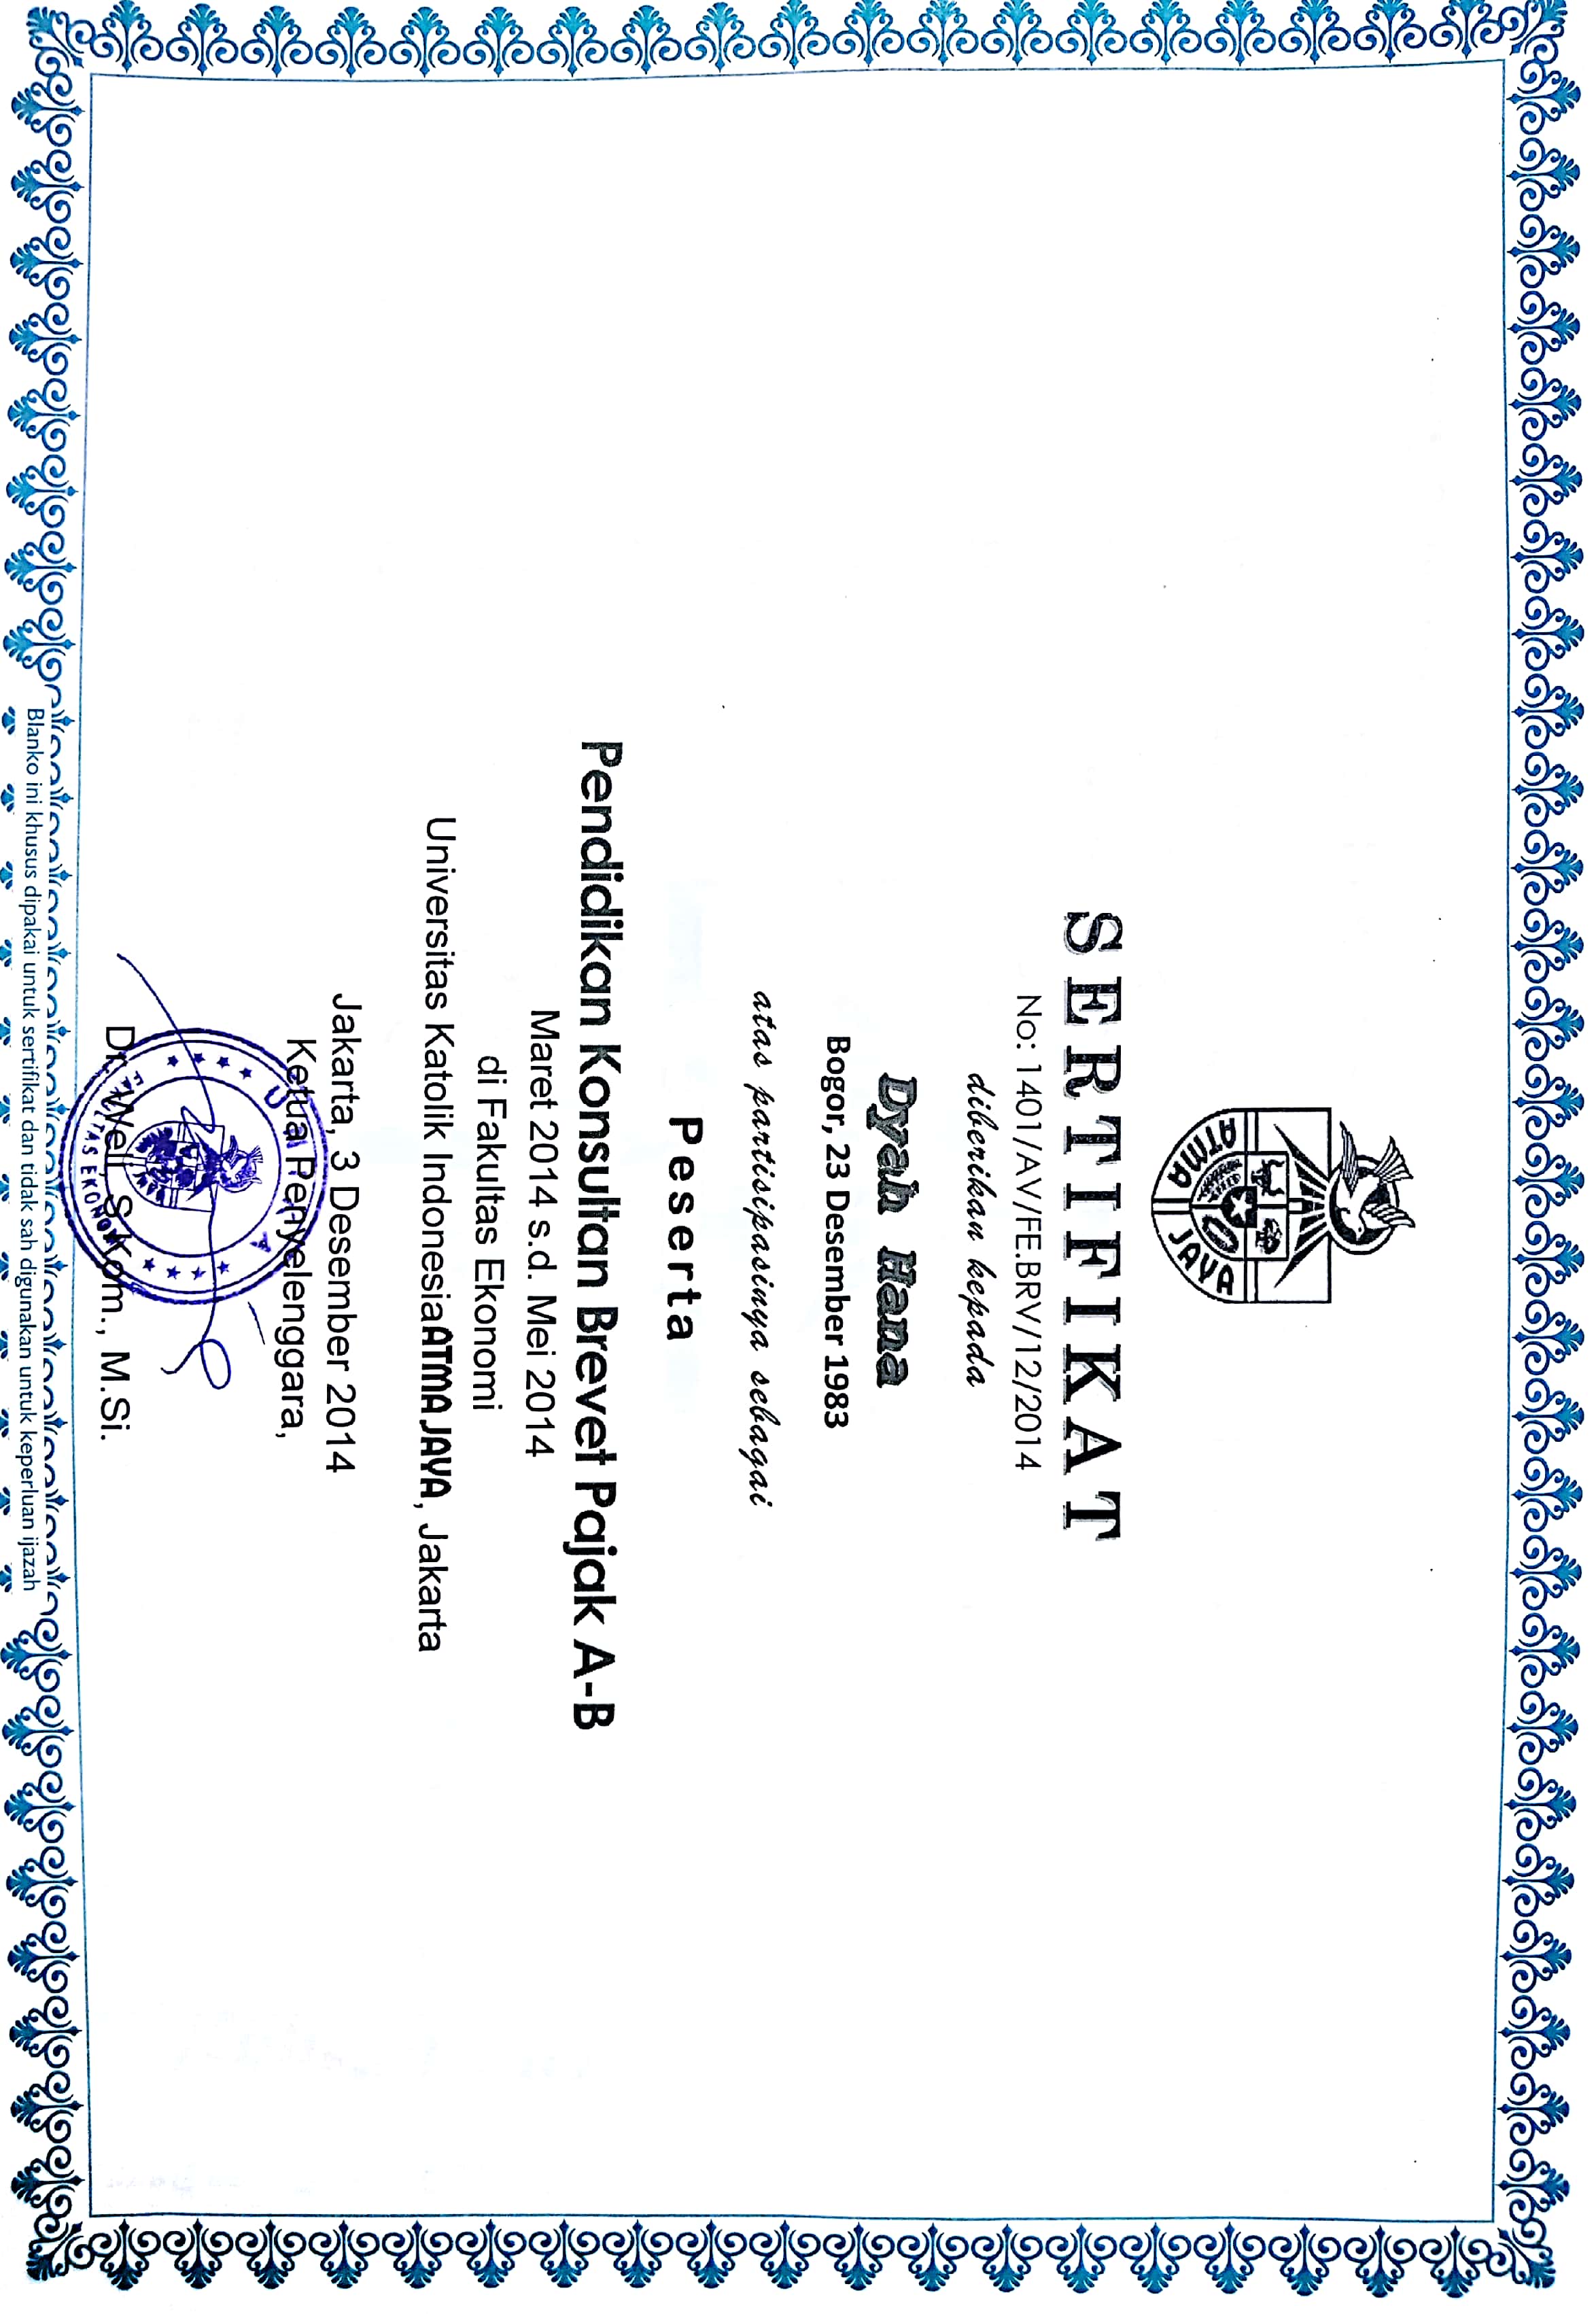 ATMA JAYA
SERTIFIKAT
No: 1401/AV/FE.BRV/12/2014
diberikan kepada
Dyah Hana
Bogor, 23 Desember 1983
atas partisipasinya sebagai
Peserta
Pendidikan Konsultan Brevet Pajak A-B
Maret 2014 s.d. Mei 2014
di Fakultas Ekonomi
Universitas Katolik Indonesia ATMA JAYA, Jakarta
Jakarta, 3 Desember 2014
Ketua Penyelenggara,
U A
FAKULTAS EKONOMI
Dr. Weli, S.Kom., M.Si.
Blanko ini khusus dipakai untuk sertifikat dan tidak sah digunakan untuk keperluan ijazah